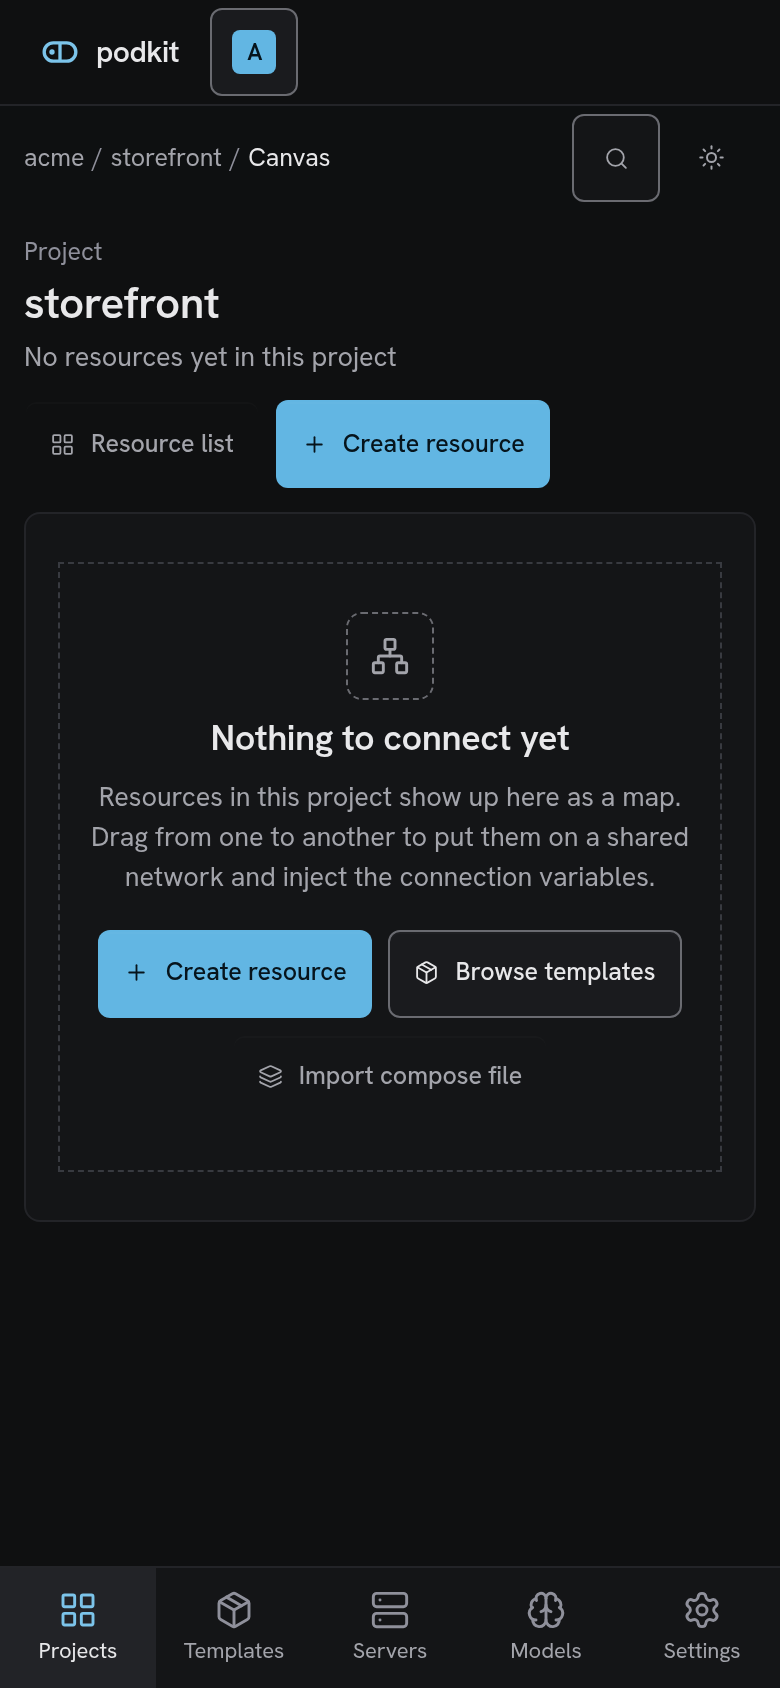 podkit
A
acme / storefront / Canvas
Project
storefront
No resources yet in this project
Resource list
Create resource
Nothing to connect yet
Resources in this project show up here as a map.
Drag from one to another to put them on a shared
network and inject the connection variables.
Create resource
Browse templates
Import compose file
Projects
Templates
Servers
Models
Settings